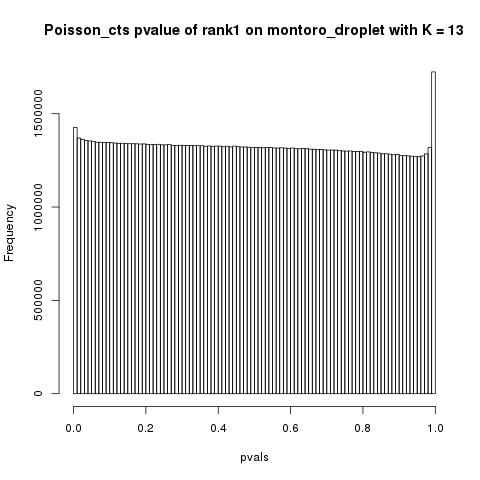 Poisson_cts pvalue of rank1 on montoro_droplet with K = 13
Frequency
1500000
1000000
500000
0
0.0 0.2 0.4 0.6 0.8 1.0
pvals